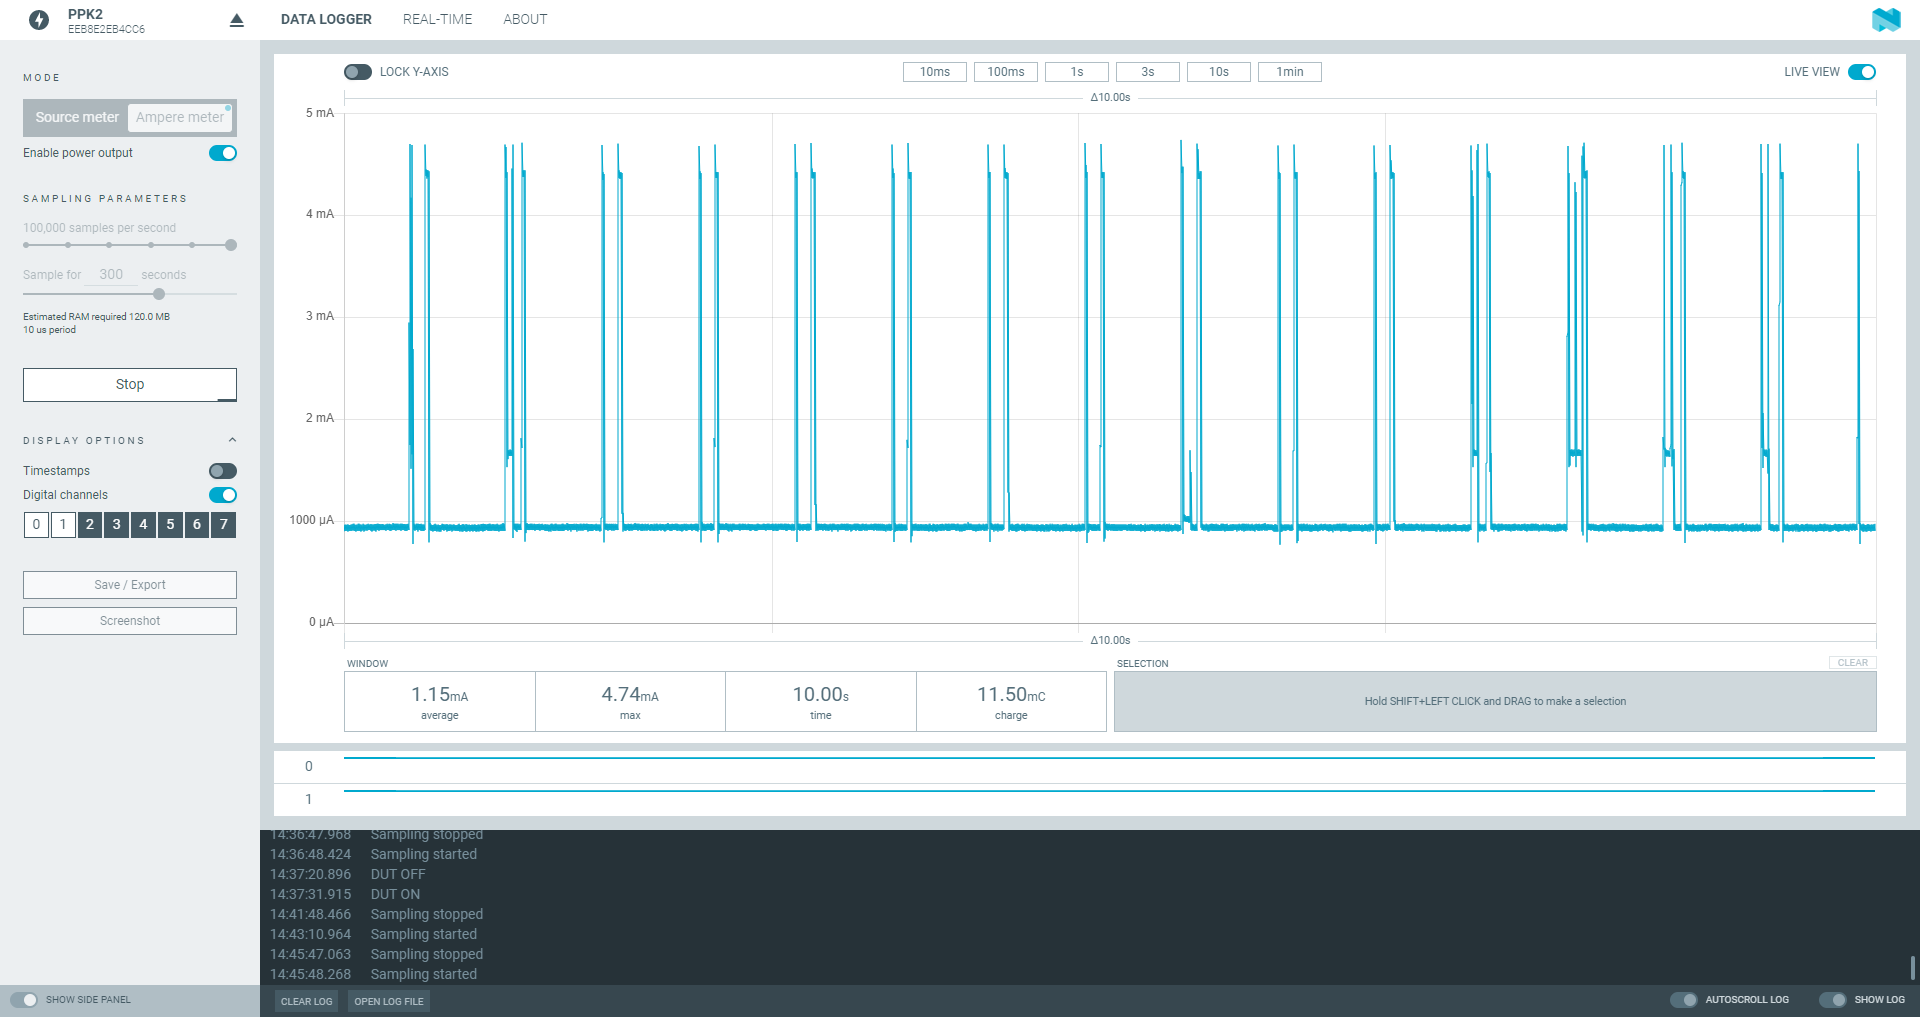 PPK2
EEB8E2EB4CC6
DATA LOGGER
REAL-TIME
ABOUT
MODE
Source meter
Ampere meter
Enable power output
SAMPLING PARAMETERS
100,000 samples per second
Sample for 300 seconds
Estimated RAM required 120.0 MB
10 us period
Stop
DISPLAY OPTIONS
Timestamps
Digital channels
0 1 2 3 4 5 6 7
Save / Export
Screenshot
SHOW SIDE PANEL
LOCK Y-AXIS
10ms
100ms
1s
3s
10s
1min
LIVE VIEW
Δ10.00s
5 mA
4 mA
3 mA
2 mA
1000 µA
0 µA
Δ10.00s
WINDOW
1.15mA
average
4.74mA
max
10.00s
time
11.50mC
charge
SELECTION
CLEAR
Hold SHIFT+LEFT CLICK and DRAG to make a selection
0
1
14:36:47.968 Sampling stopped
14:36:48.424 Sampling started
14:37:20.896 DUT OFF
14:37:31.915 DUT ON
14:41:48.466 Sampling stopped
14:43:10.964 Sampling started
14:45:47.063 Sampling stopped
14:45:48.268 Sampling started
CLEAR LOG
OPEN LOG FILE
AUTOSCROLL LOG
SHOW LOG